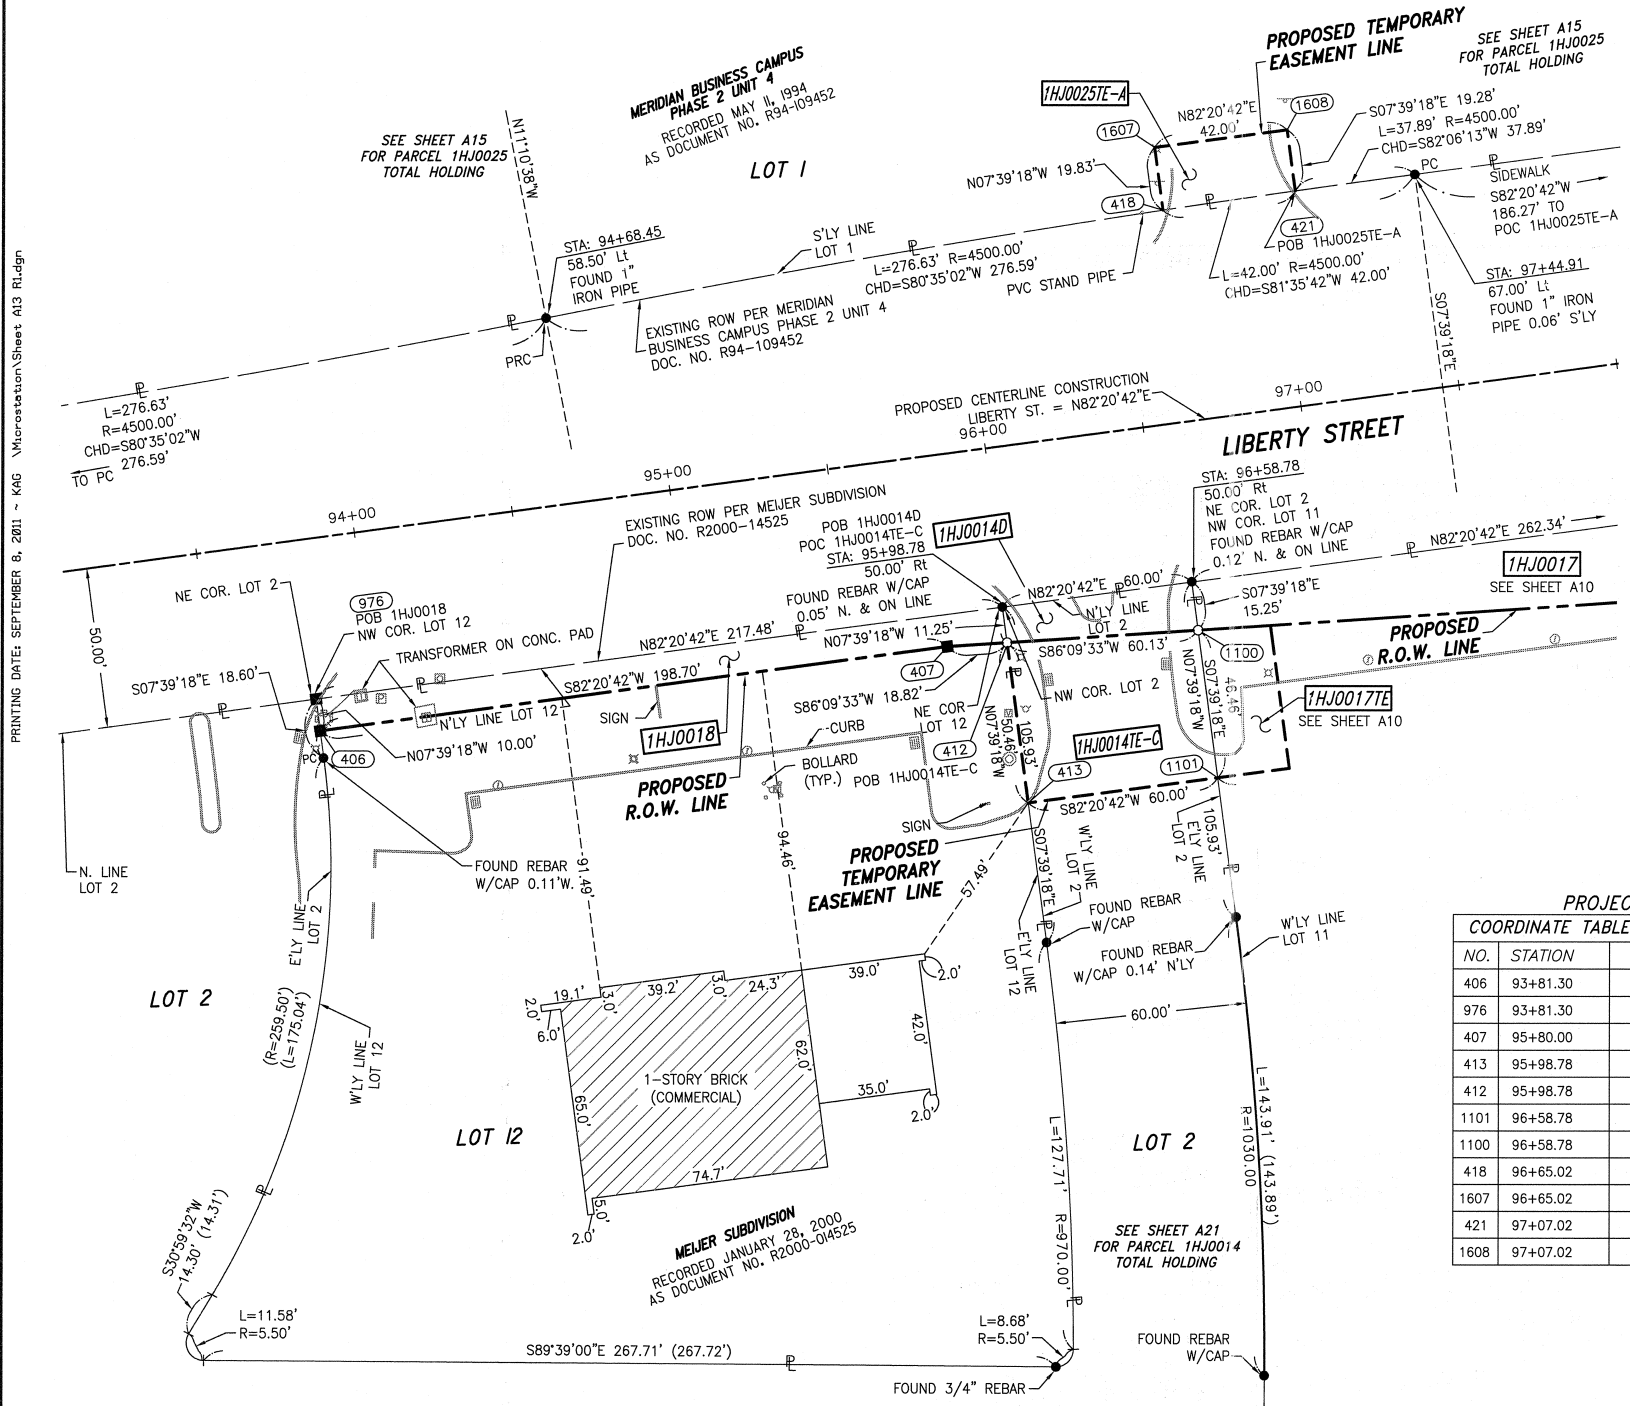 PRINTING DATE: SEPTEMBER 8, 2011 ~ KAG \Microstation\Sheet A13 R1.dgn
SEE SHEET A15
FOR PARCEL 1HJ0025
TOTAL HOLDING
N11°10'38"W
MERIDIAN BUSINESS CAMPUS
PHASE 2 UNIT 4
RECORDED MAY 11, 1994
AS DOCUMENT NO. R94-109452
LOT 1
1HJ0025TE-A
PROPOSED TEMPORARY
EASEMENT LINE
SEE SHEET A15
FOR PARCEL 1HJ0025
TOTAL HOLDING
1607
N82°20'42"E
42.00'
1608
S07°39'18"E 19.28'
L=37.89' R=4500.00'
CHD=S82°06'13"W 37.89'
PC
N07°39'18"W 19.83'
418
421
POB 1HJ0025TE-A
SIDEWALK
S82°20'42"W
186.27' TO
POC 1HJ0025TE-A
STA: 94+68.45
58.50' Lt
FOUND 1"
IRON PIPE
PRC
S'LY LINE
LOT 1
L=276.63' R=4500.00'
CHD=S80°35'02"W 276.59'
PVC STAND PIPE
L=42.00' R=4500.00'
CHD=S81°35'42"W 42.00'
STA: 97+44.91
67.00' Lt
FOUND 1" IRON
PIPE 0.06' S'LY
S07°39'18"E
EXISTING ROW PER MERIDIAN
BUSINESS CAMPUS PHASE 2 UNIT 4
DOC. NO. R94-109452
L=276.63'
R=4500.00'
CHD=S80°35'02"W
276.59'
TO PC
PROPOSED CENTERLINE CONSTRUCTION
LIBERTY ST. = N82°20'42"E
94+00
95+00
96+00
97+00
LIBERTY STREET
50.00'
NE COR. LOT 2
976
POB 1HJ0018
NW COR. LOT 12
TRANSFORMER ON CONC. PAD
EXISTING ROW PER MEIJER SUBDIVISION
DOC. NO. R2000-14525
POB 1HJ0014D
POC 1HJ0014TE-C
STA: 95+98.78
50.00' Rt
FOUND REBAR W/CAP
0.05' N. & ON LINE
1HJ0014D
N82°20'42"E 60.00'
N'LY LINE
LOT 2
STA: 96+58.78
50.00' Rt
NE COR. LOT 2
NW COR. LOT 11
FOUND REBAR W/CAP
0.12' N. & ON LINE
N82°20'42"E 262.34'
1HJ0017
SEE SHEET A10
S07°39'18"E
15.25'
PROPOSED
R.O.W. LINE
1100
1HJ0017TE
SEE SHEET A10
S07°39'18"E 18.60'
N82°20'42"E 217.48'
N07°39'18"W 11.25'
S86°09'33"W 60.13'
407
S82°20'42"W 198.70'
S86°09'33"W 18.82'
N'LY LINE LOT 12
SIGN
1HJ0018
NE COR
LOT 12
NW COR. LOT 2
N07°39'18"W 10.00'
PC
406
CURB
412
POB 1HJ0014TE-C
BOLLARD
(TYP.)
PROPOSED
R.O.W. LINE
N07°39'18"W
50.46'
105.93'
1HJ0014TE-C
413
1101
N07°39'18"W
S07°39'18"E
46.46'
S82°20'42"W 60.00'
SIGN
PROPOSED
TEMPORARY
EASEMENT LINE
N. LINE
LOT 2
FOUND REBAR
W/CAP 0.11'W.
91.49'
94.46'
57.49'
S07°39'18"E
W'LY LINE
LOT 2
105.93'
E'LY LINE
LOT 2
FOUND REBAR
W/CAP
E'LY LINE
LOT 12
FOUND REBAR
W/CAP 0.14' N'LY
W'LY LINE
LOT 11
60.00'
E'LY LINE
LOT 2
LOT 2
(R=259.50')
(L=175.04')
W'LY LINE
LOT 12
2.0'
19.1'
6.0'
3.0'
39.2'
3.0'
24.3'
39.0'
2.0'
42.0'
62.0'
35.0'
2.0'
65.0'
1-STORY BRICK
(COMMERCIAL)
74.7'
5.0'
2.0'
LOT 12
LOT 2
L=127.71' R=970.00'
L=143.91' (143.89')
R=1030.00
SEE SHEET A21
FOR PARCEL 1HJ0014
TOTAL HOLDING
MEIJER SUBDIVISION
RECORDED JANUARY 28, 2000
AS DOCUMENT NO. R2000-014525
S30°59'32"W
14.30' (14.31')
L=11.58'
R=5.50'
S89°39'00"E 267.71' (267.72')
L=8.68'
R=5.50'
FOUND 3/4" REBAR
FOUND REBAR
W/CAP
PROJEC
COORDINATE TABLE
NO. STATION
406 93+81.30
976 93+81.30
407 95+80.00
413 95+98.78
412 95+98.78
1101 96+58.78
1100 96+58.78
418 96+65.02
1607 96+65.02
421 97+07.02
1608 97+07.02